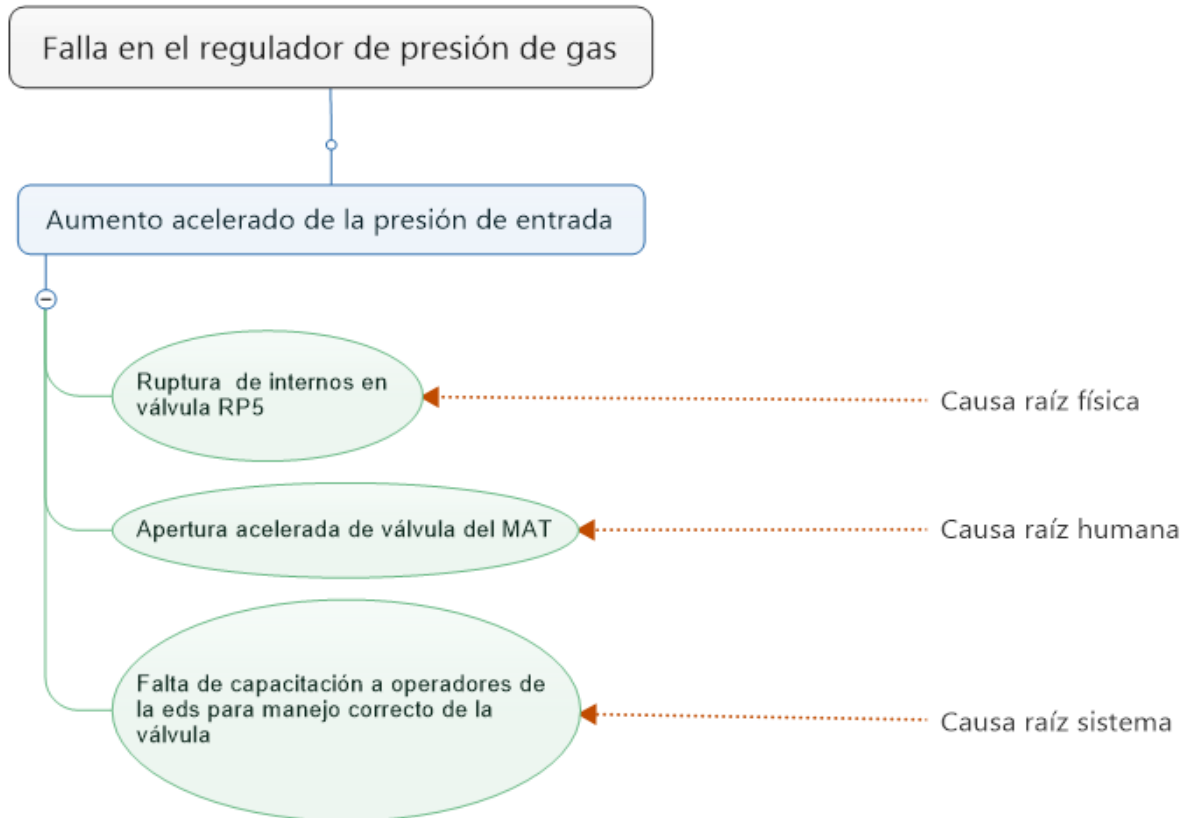 Falla en el regulador de presión de gas
Aumento acelerado de la presión de entrada
Ruptura de internos en
válvula RP5
Causa raíz física
Apertura acelerada de válvula del MAT
Causa raíz humana
Falta de capacitación a operadores de
la eds para manejo correcto de la
válvula
Causa raíz sistema